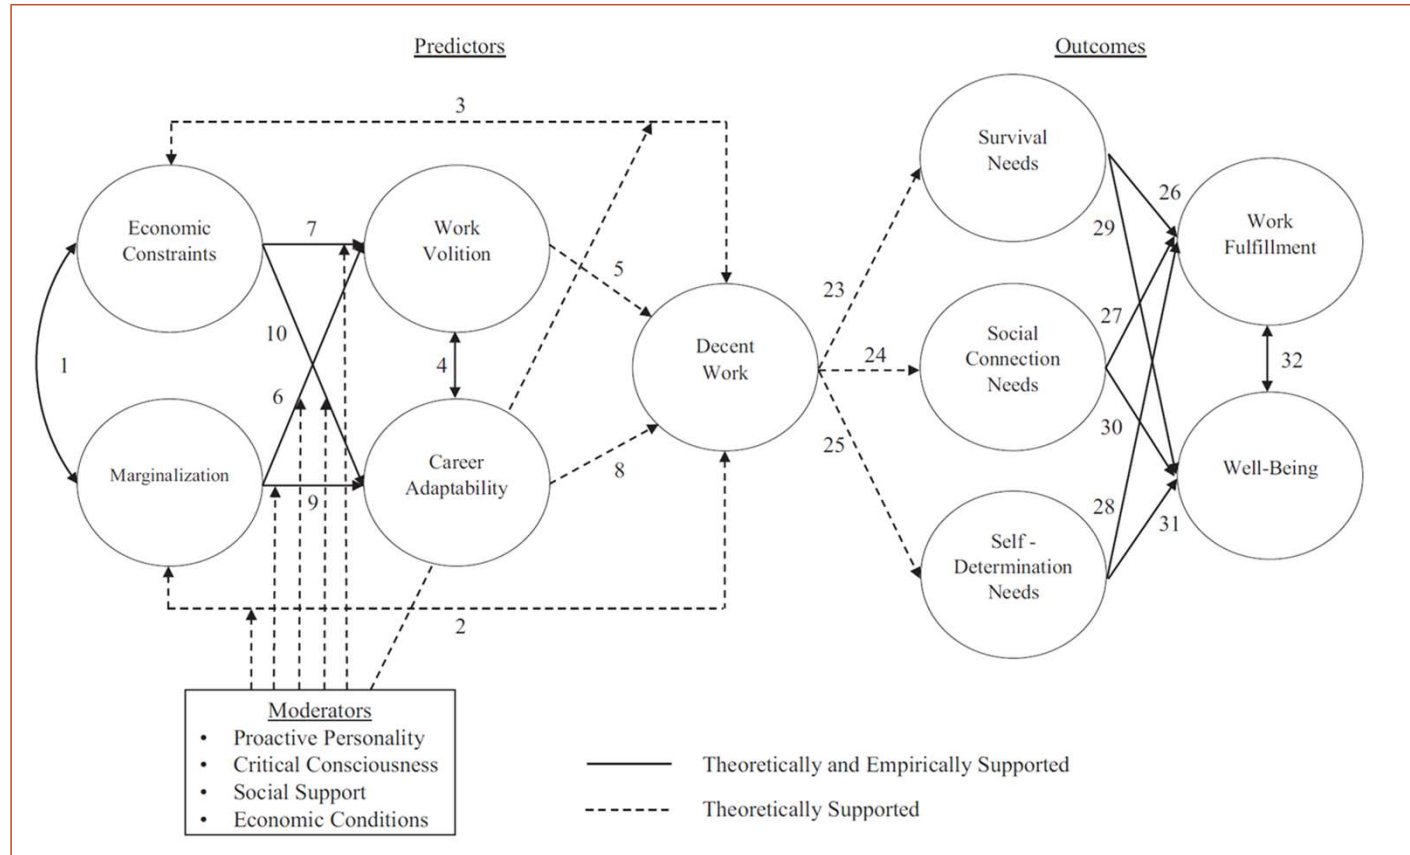 Predictors
Outcomes
3
Survival
Needs
Economic
Constraints
7
Work
Volition
5
26
29
Work
Fulfillment
23
10
1
4
6
Decent
Work
24
Social
Connection
Needs
27
32
30
25
Marginalization
9
Career
Adaptability
8
Well-Being
28
31
Self -
Determination
Needs
2
Moderators
• Proactive Personality
• Critical Consciousness
• Social Support
• Economic Conditions
Theoretically and Empirically Supported
Theoretically Supported